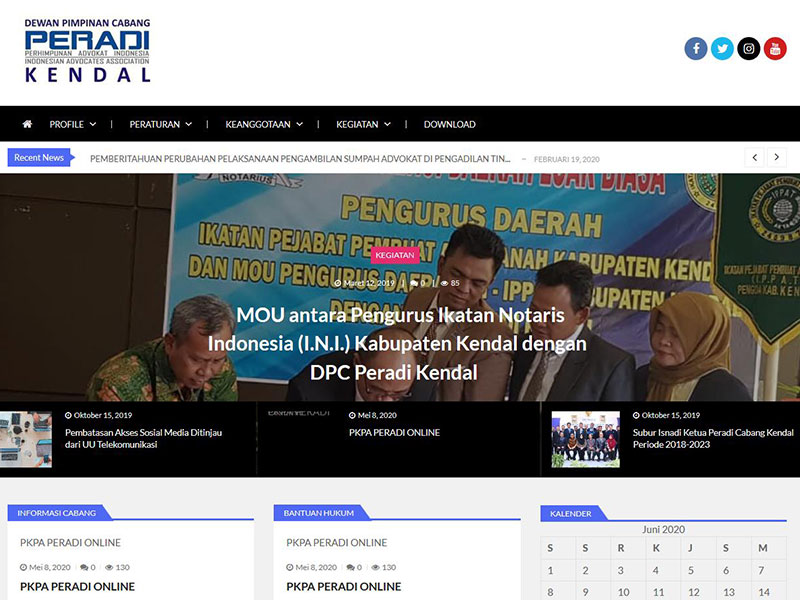 DEWAN PIMPINAN CABANG
PERADI
PERHIMPUNAN ADVOKAT INDONESIA
INDONESIAN ADVOCATES ASSOCIATION
KENDAL
PROFILE | PERATURAN | KEANGGOTAAN | KEGIATAN | DOWNLOAD
Recent News PEMBERITAHUAN PERUBAHAN PELAKSANAAN PENGAMBILAN SUMPAH ADVOKAT DI PENGADILAN TIN... – FEBRUARI 19, 2020
NOTARIUS
DAERAH LUAR BIASA
PENGURUS DAERAH
IKATAN PEJABAT PEMBUAT TANAH KABUPATEN KEND
DAN MOU PENGURUS IPP KABUPATEN
KEGIATAN
Maret 12, 2019 | 0 | 85
MOU antara Pengurus Ikatan Notaris
Indonesia (I.N.I.) Kabupaten Kendal dengan
DPC Peradi Kendal
Oktober 15, 2019
Pembatasan Akses Sosial Media Ditinjau
dari UU Telekomunikasi
Mei 8, 2020
PKPA PERADI ONLINE
Oktober 15, 2019
Subur Isnadi Ketua Peradi Cabang Kendal
Periode 2018-2023
INFORMASI CABANG
PKPA PERADI ONLINE
Mei 8, 2020 | 0 | 130
PKPA PERADI ONLINE
BANTUAN HUKUM
PKPA PERADI ONLINE
Mei 8, 2020 | 0 | 130
PKPA PERADI ONLINE
KALENDER
Juni 2020
S S R K J S M
1 2 3 4 5 6 7
8 9 10 11 12 13 14